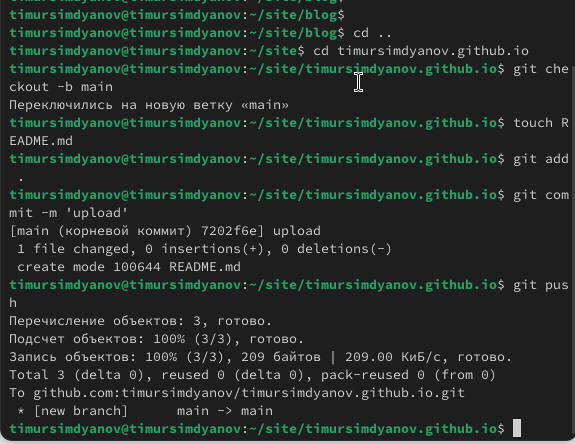 timursimdyanov@timursimdyanov:~/site/blog$
timursimdyanov@timursimdyanov:~/site/blog$
timursimdyanov@timursimdyanov:~/site/blog$ cd ..
timursimdyanov@timursimdyanov:~/site$ cd timursimdyanov.github.io
timursimdyanov@timursimdyanov:~/site/timursimdyanov.github.io$ git che
ckout -b main
Переключились на новую ветку «main»
timursimdyanov@timursimdyanov:~/site/timursimdyanov.github.io$ touch R
EADME.md
timursimdyanov@timursimdyanov:~/site/timursimdyanov.github.io$ git add
 .
timursimdyanov@timursimdyanov:~/site/timursimdyanov.github.io$ git com
mit -m 'upload'
[main (корневой коммит) 7202f6e] upload
 1 file changed, 0 insertions(+), 0 deletions(-)
 create mode 100644 README.md
timursimdyanov@timursimdyanov:~/site/timursimdyanov.github.io$ git pus
h
Перечисление объектов: 3, готово.
Подсчет объектов: 100% (3/3), готово.
Запись объектов: 100% (3/3), 209 байтов | 209.00 КиБ/с, готово.
Total 3 (delta 0), reused 0 (delta 0), pack-reused 0 (from 0)
To github.com:timursimdyanov/timursimdyanov.github.io.git
 * [new branch]      main -> main
timursimdyanov@timursimdyanov:~/site/timursimdyanov.github.io$